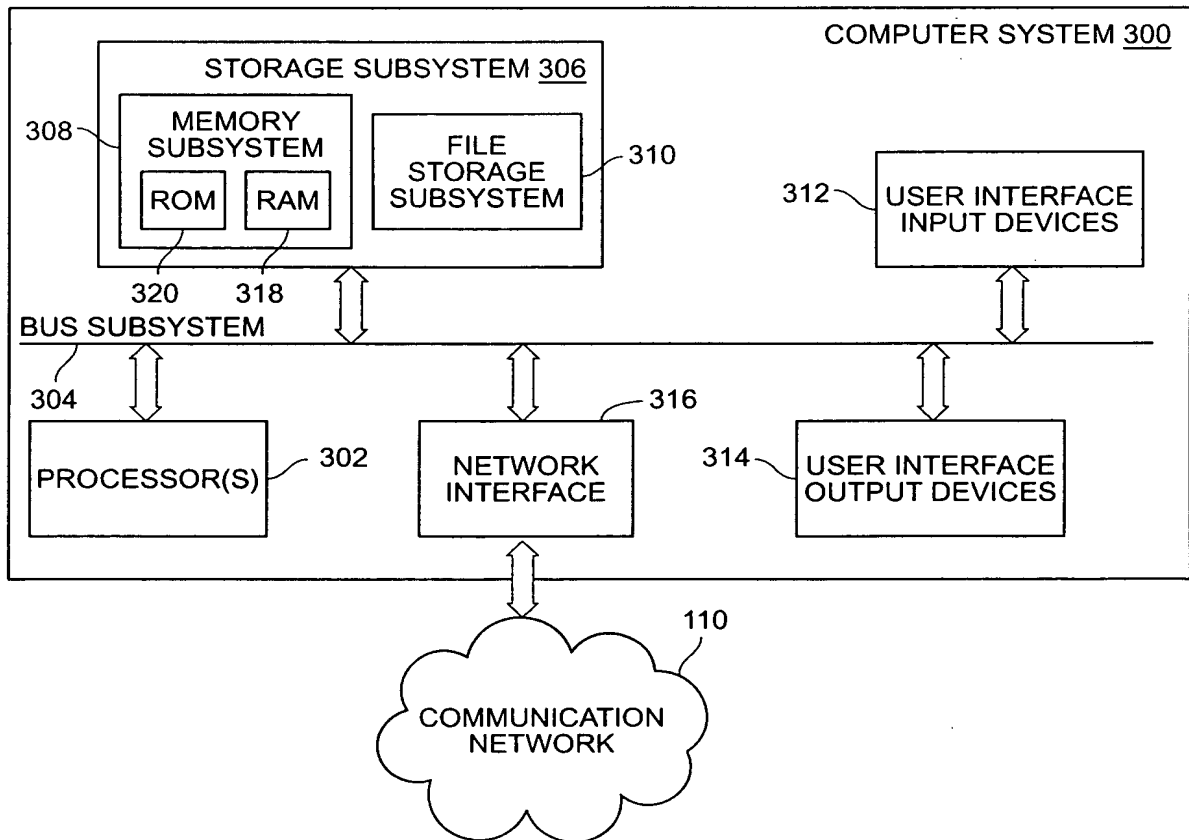 COMPUTER SYSTEM 300
STORAGE SUBSYSTEM 306
308
MEMORY
SUBSYSTEM
ROM
RAM
320
318
FILE
STORAGE
SUBSYSTEM
310
312
USER INTERFACE
INPUT DEVICES
BUS SUBSYSTEM
304
PROCESSOR(S)
302
316
NETWORK
INTERFACE
314
USER INTERFACE
OUTPUT DEVICES
110
COMMUNICATION
NETWORK